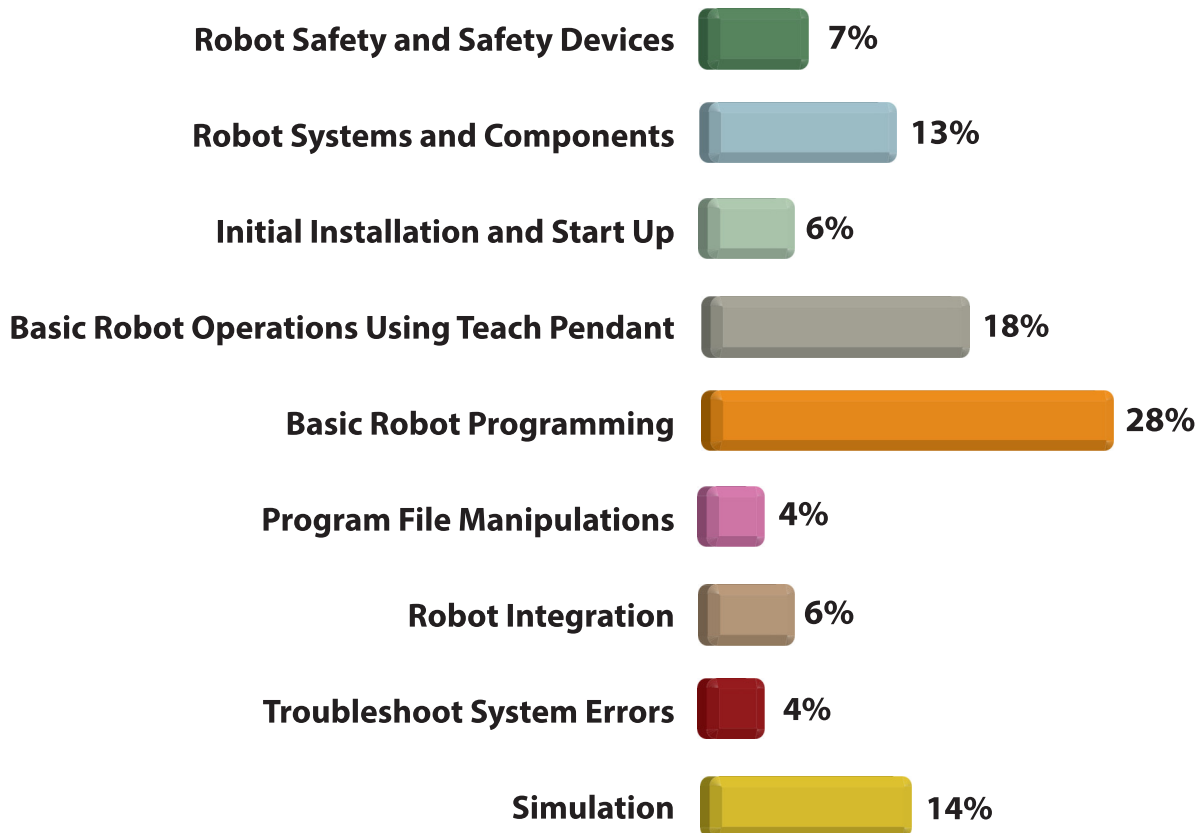 Robot Safety and Safety Devices 7%
Robot Systems and Components 13%
Initial Installation and Start Up 6%
Basic Robot Operations Using Teach Pendant 18%
Basic Robot Programming 28%
Program File Manipulations 4%
Robot Integration 6%
Troubleshoot System Errors 4%
Simulation 14%